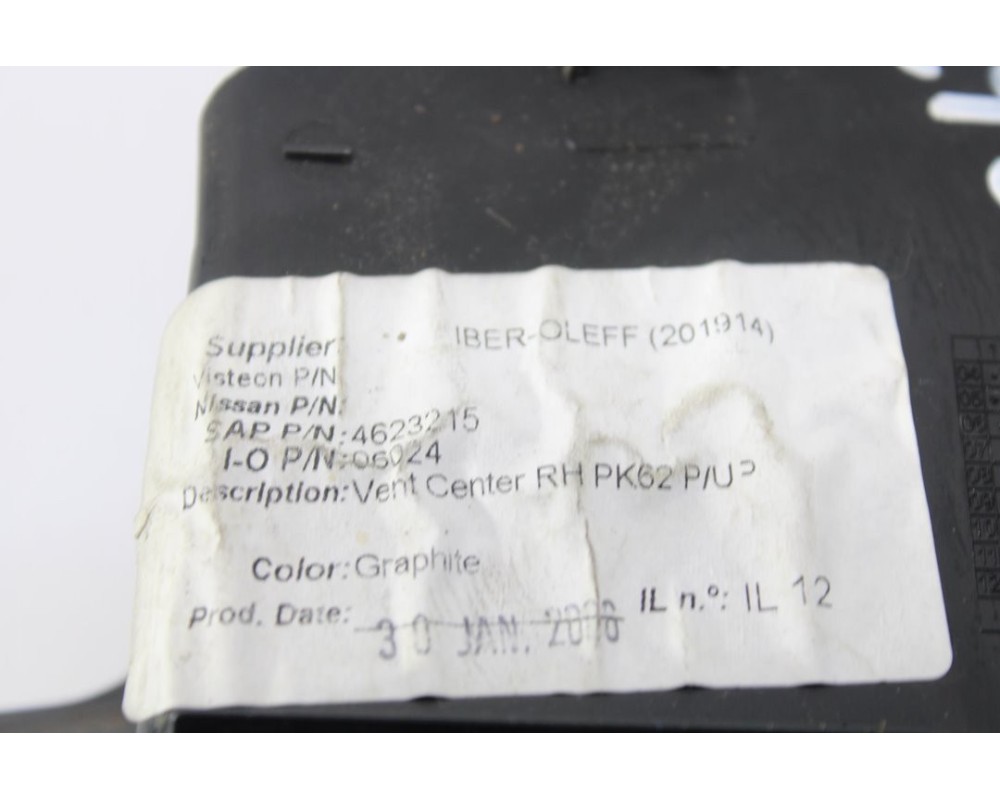 Supplier : IBER-OLEFF (201914)
Visteon P/N
Nissan P/N:
SAP P/N:4623215
I-O P/N:06024
Description:Vent Center RH PK62 P/UP
Color:Graphite
Prod. Date: 30 JAN. IL n.º: IL 12